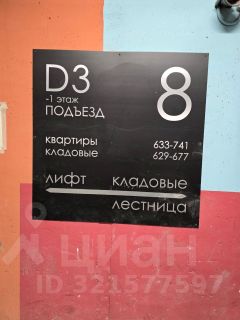 D3 8
-1 этаж
ПОДЪЕЗД
квартиры 633-741
кладовые 629-677
ЛИФТ КЛАДОВЫЕ
ЛЕСТНИЦА
циан
ID 321577597